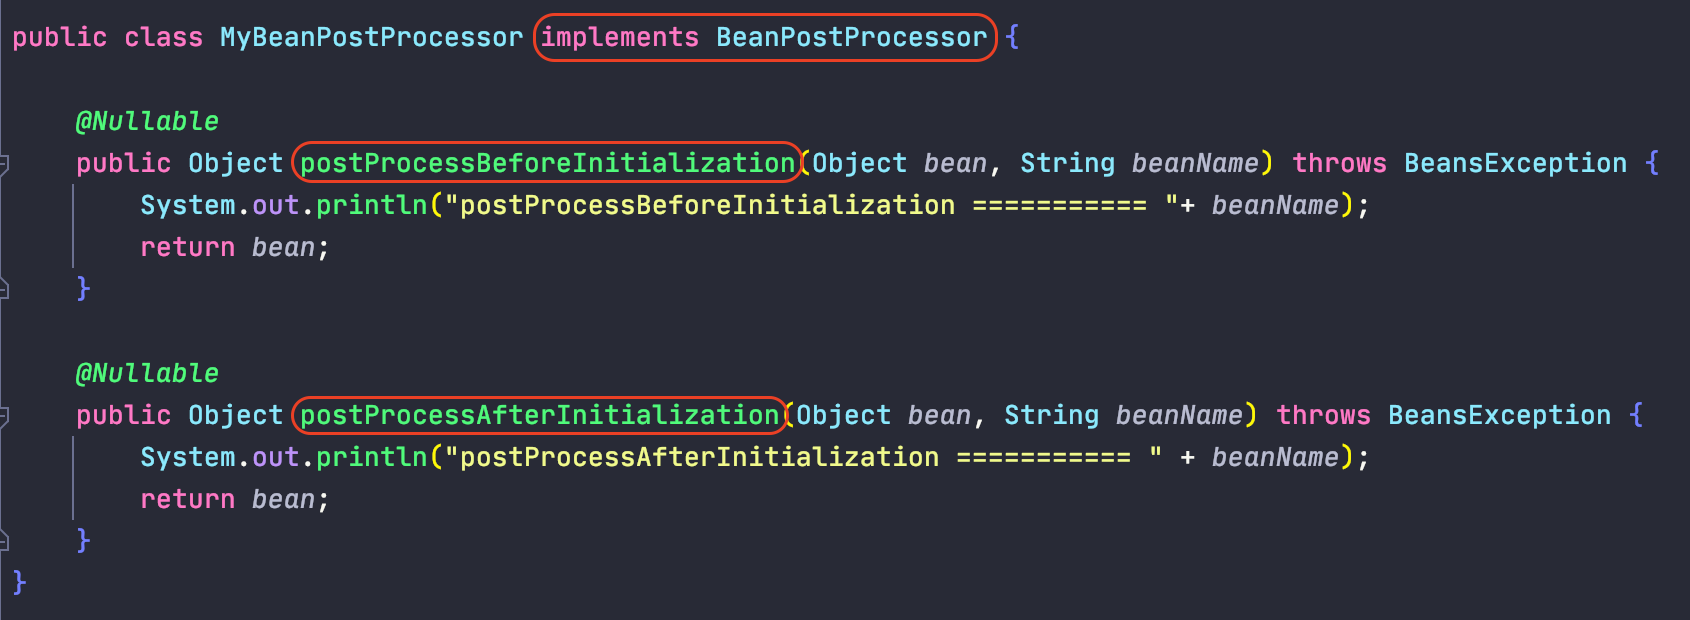 public class MyBeanPostProcessor implements BeanPostProcessor {
@Nullable
public Object postProcessBeforeInitialization(Object bean, String beanName) throws BeansException {
System.out.println("postProcessBeforeInitialization =========== "+ beanName);
return bean;
}
@Nullable
public Object postProcessAfterInitialization(Object bean, String beanName) throws BeansException {
System.out.println("postProcessAfterInitialization =========== " + beanName);
return bean;
}
}